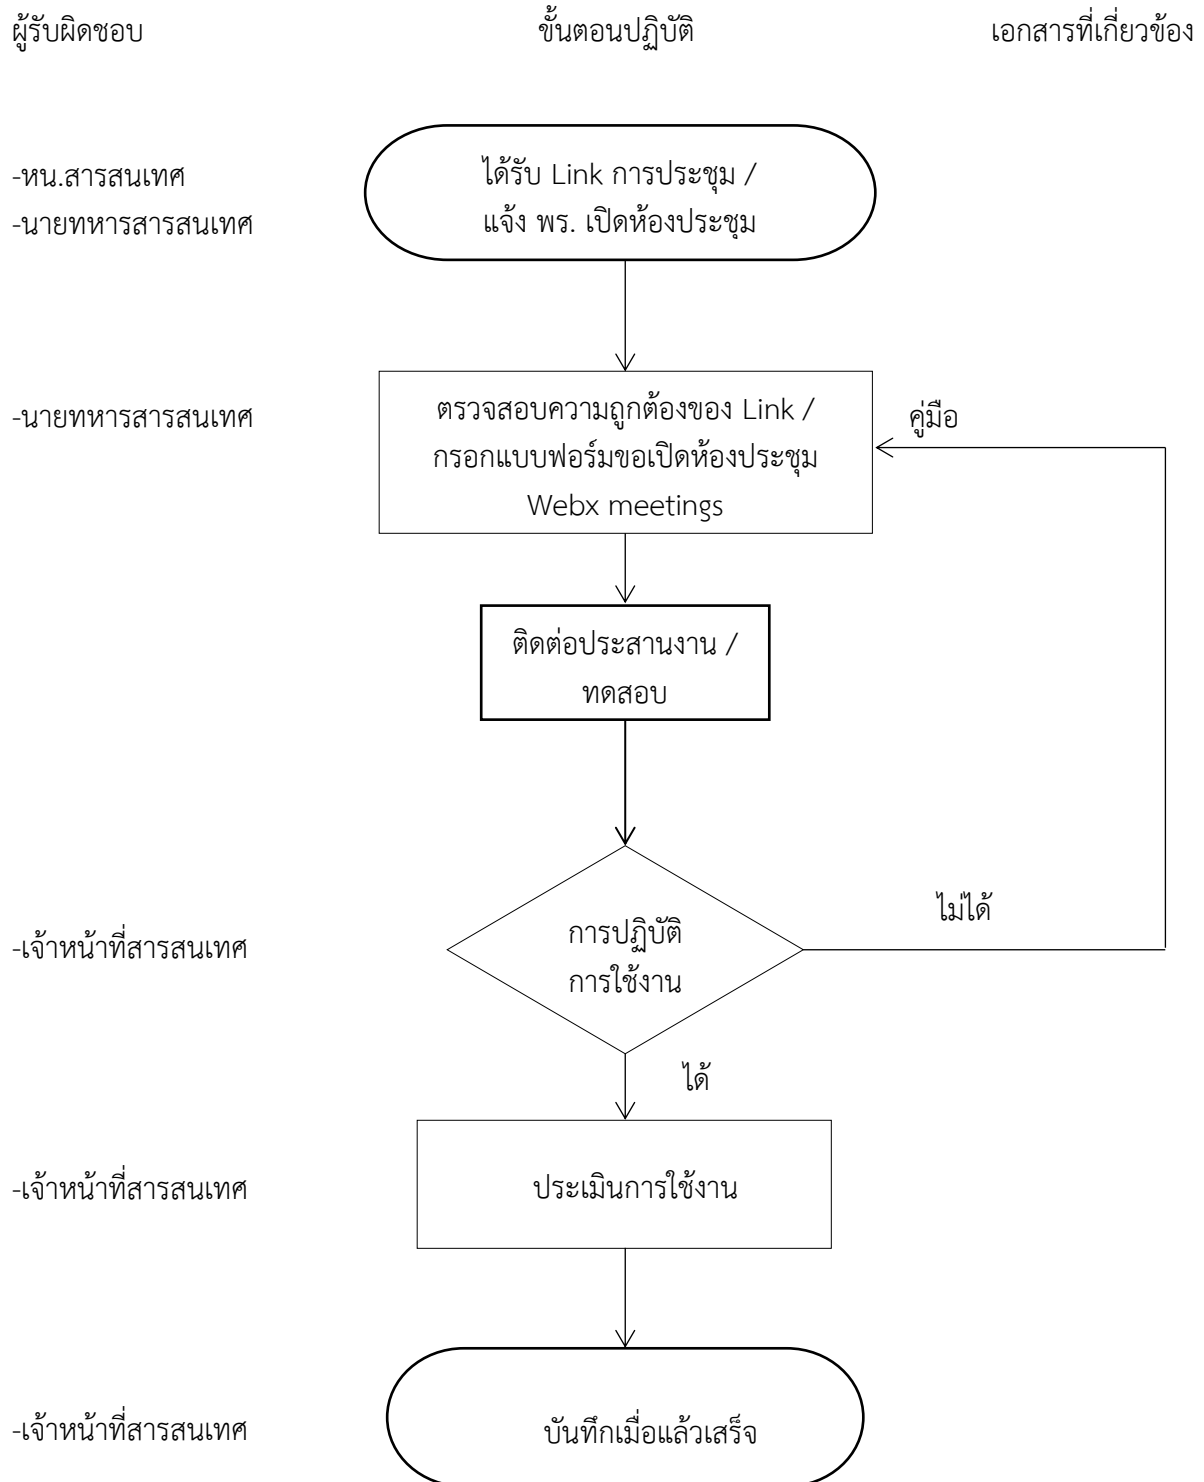 ผู้รับผิดชอบ
ขั้นตอนปฏิบัติ
เอกสารที่เกี่ยวข้อง
-หน.สารสนเทศ
-นายทหารสารสนเทศ
ได้รับ Link การประชุม /
แจ้ง พร. เปิดห้องประชุม
-นายทหารสารสนเทศ
ตรวจสอบความถูกต้องของ Link /
กรอกแบบฟอร์มขอเปิดห้องประชุม
Webx meetings
คู่มือ
ติดต่อประสานงาน /
ทดสอบ
-เจ้าหน้าที่สารสนเทศ
การปฏิบัติ
การใช้งาน
ไม่ได้
ได้
-เจ้าหน้าที่สารสนเทศ
ประเมินการใช้งาน
-เจ้าหน้าที่สารสนเทศ
บันทึกเมื่อแล้วเสร็จ